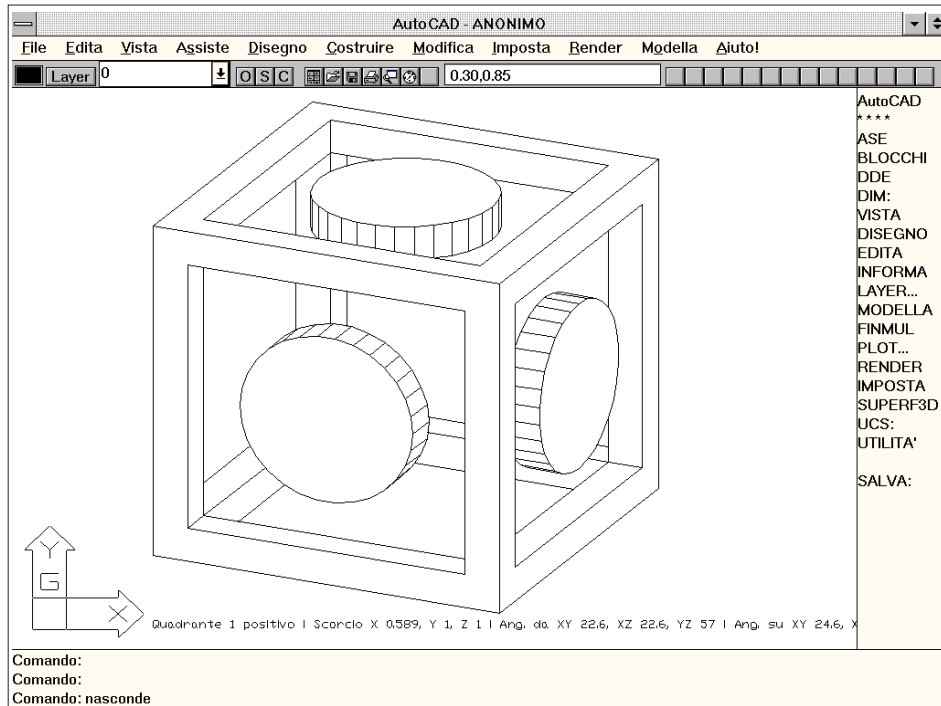 AutoCAD - ANONIMO
File Edita Vista Assiste Disegno Costruire Modifica Imposta Render Modella Aiuto!
Layer 0 O S C 0.30,0.85
AutoCAD
* * * *
ASE
BLOCCHI
DDE
DIM:
VISTA
DISEGNO
EDITA
INFORMA
LAYER...
MODELLA
FINMUL
PLOT...
RENDER
IMPOSTA
SUPERF3D
UCS:
UTILITA'
SALVA:
Y
G
X
Quadrante 1 positivo | Scorcio X 0.589, Y 1, Z 1 | Ang. da XY 22.6, XZ 22.6, YZ 57 | Ang. su XY 24.6, X
Comando:
Comando:
Comando: nasconde